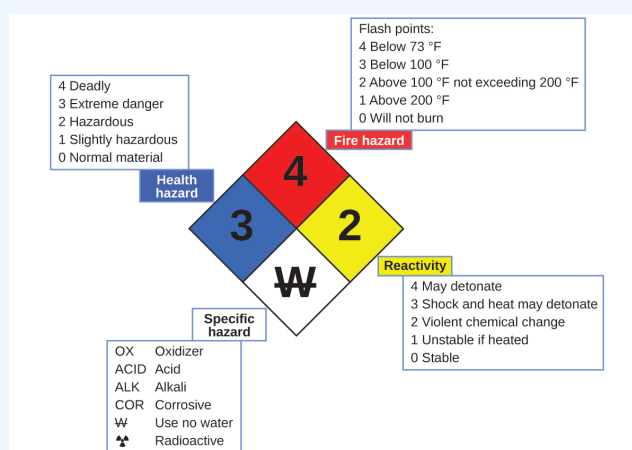 Flash points:
4 Below 73 °F
3 Below 100 °F
2 Above 100 °F not exceeding 200 °F
1 Above 200 °F
0 Will not burn
Fire hazard
4 Deadly
3 Extreme danger
2 Hazardous
1 Slightly hazardous
0 Normal material
Health
hazard
4
3
2
W̶
Reactivity
4 May detonate
3 Shock and heat may detonate
2 Violent chemical change
1 Unstable if heated
0 Stable
Specific
hazard
OX Oxidizer
ACID Acid
ALK Alkali
COR Corrosive
W̶ Use no water
☢ Radioactive